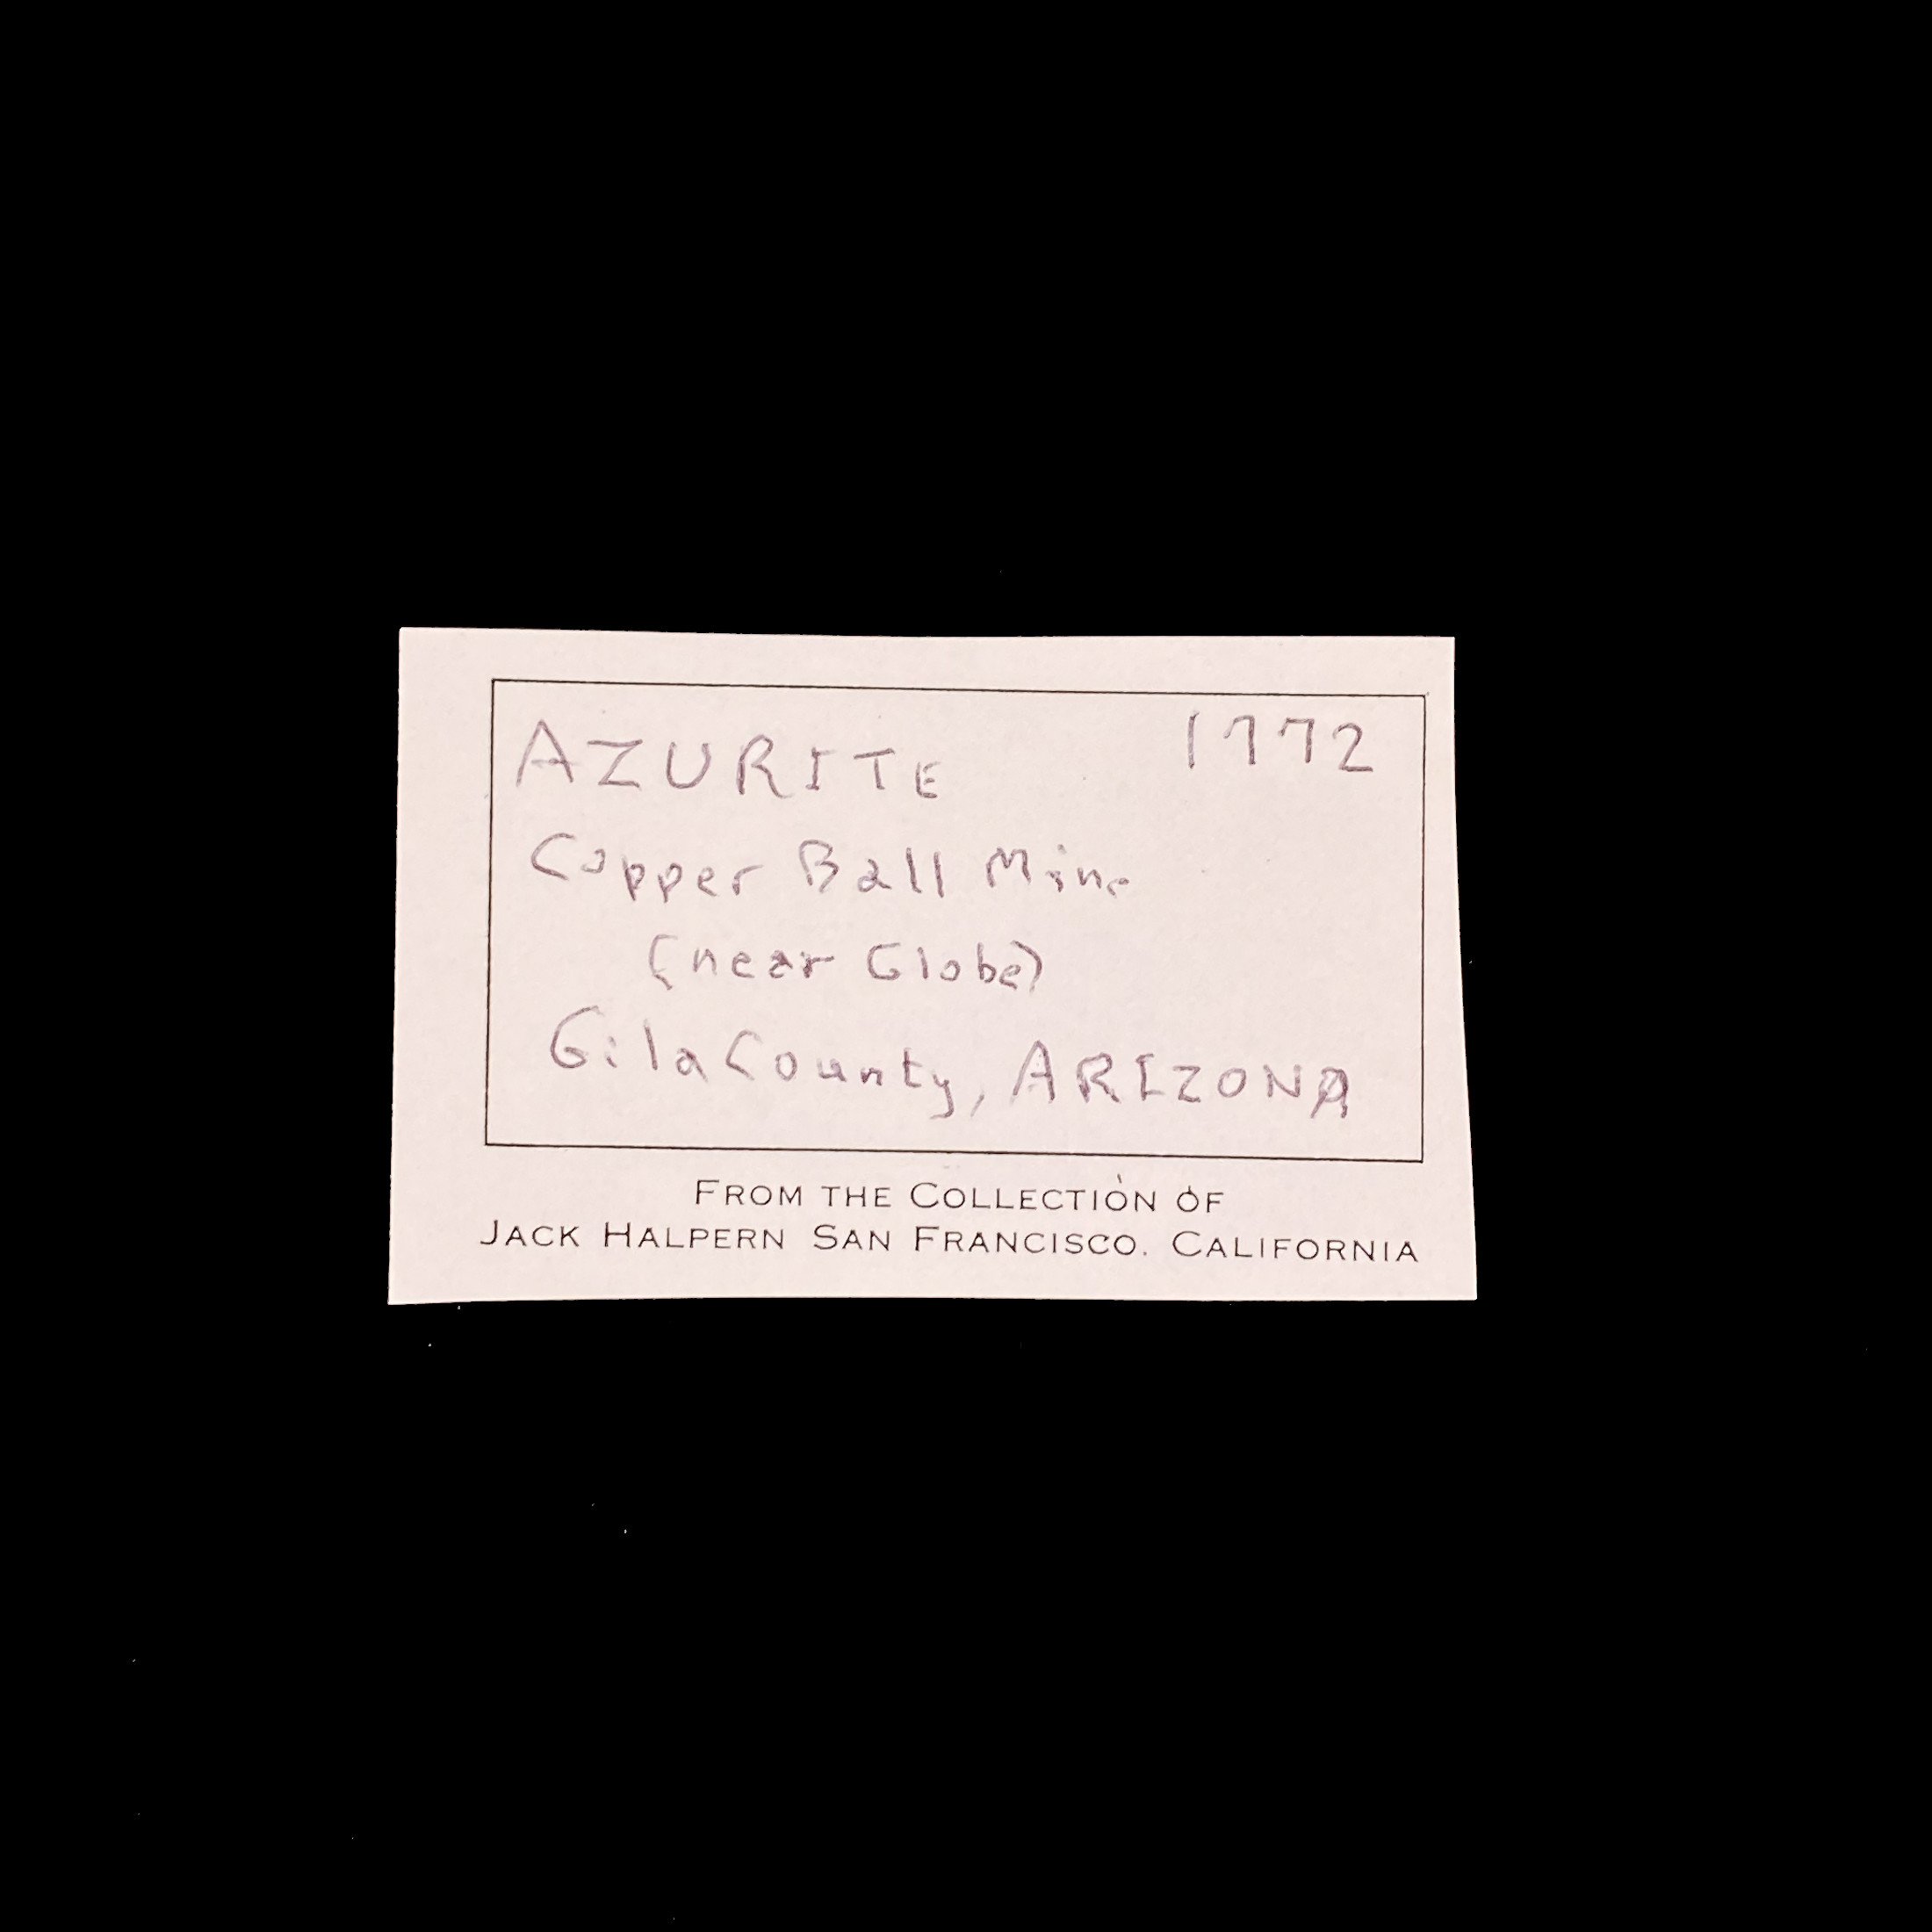 AZURITE 1772
Copper Ball Mine
(near Globe)
Gila County, ARIZONA
FROM THE COLLECTION OF
JACK HALPERN SAN FRANCISCO. CALIFORNIA